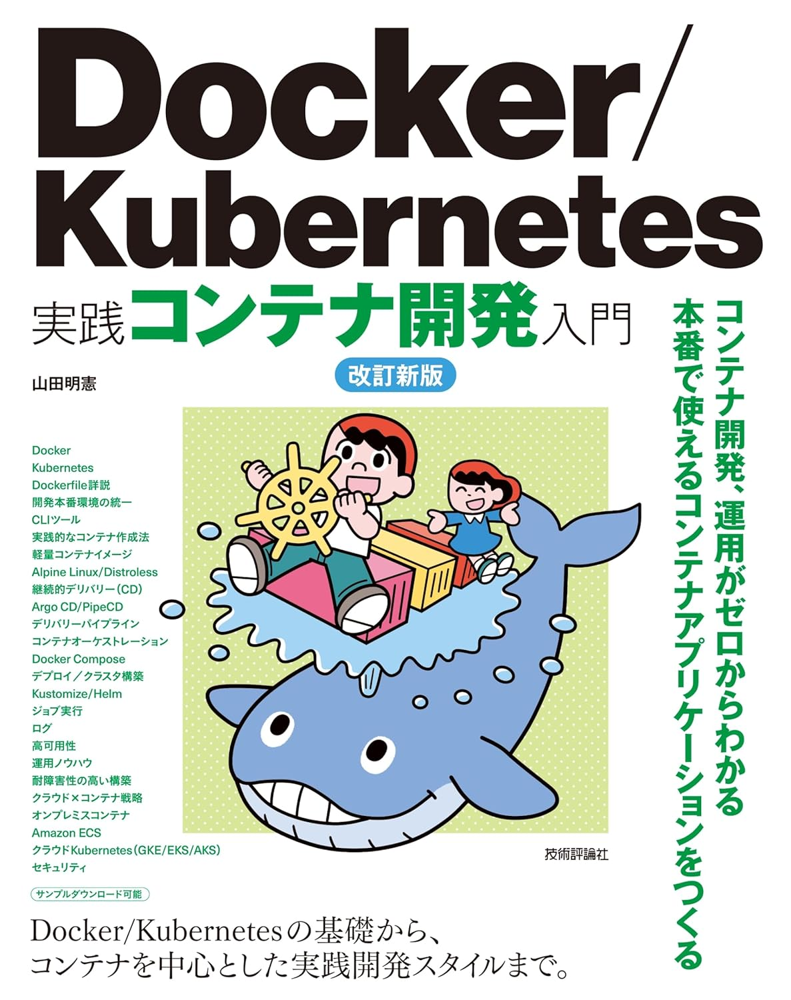 Docker/
Kubernetes
実践コンテナ開発入門
改訂新版
山田明憲
コンテナ開発、運用がゼロからわかる
本番で使えるコンテナアプリケーションをつくる
Docker
Kubernetes
Dockerfile詳説
開発本番環境の統一
CLIツール
実践的なコンテナ作成法
軽量コンテナイメージ
Alpine Linux/Distroless
継続的デリバリー(CD)
Argo CD/PipeCD
デリバリーパイプライン
コンテナオーケストレーション
Docker Compose
デプロイ／クラスタ構築
Kustomize/Helm
ジョブ実行
ログ
高可用性
運用ノウハウ
耐障害性の高い構築
クラウド×コンテナ戦略
オンプレミスコンテナ
Amazon ECS
クラウドKubernetes(GKE/EKS/AKS)
セキュリティ
サンプルダウンロード可能
技術評論社
Docker/Kubernetesの基礎から、
コンテナを中心とした実践開発スタイルまで。